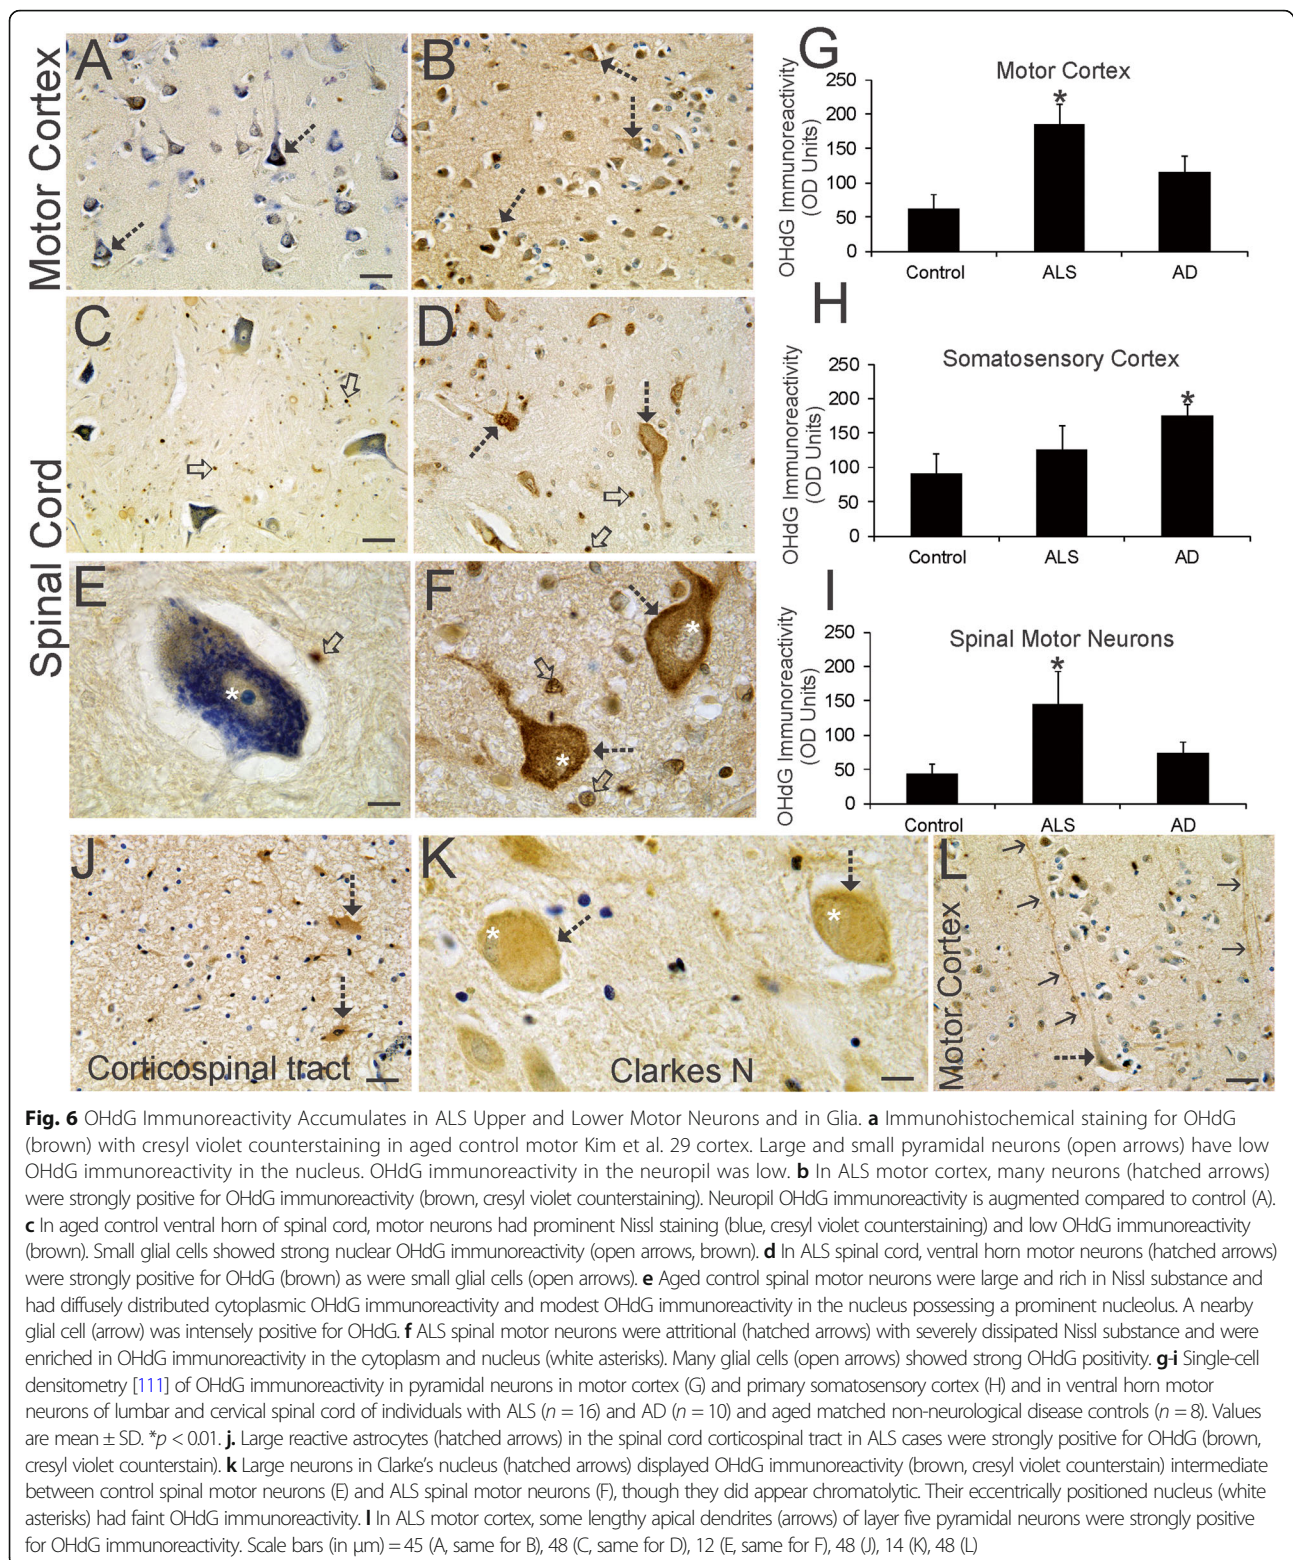 Motor Cortex
A
B
Spinal Cord
C
D
E
F
G
Motor Cortex
*
OHdG Immunoreactivity
(OD Units)
250
200
150
100
50
0
Control ALS AD
H
Somatosensory Cortex
*
OHdG Immunoreactivity
(OD Units)
250
200
150
100
50
0
Control ALS AD
I
Spinal Motor Neurons
*
OHdG Immunoreactivity
(OD Units)
250
200
150
100
50
0
Control ALS AD
J
Corticospinal tract
K
Clarkes N
L
Motor Cortex
Fig. 6 OHdG Immunoreactivity Accumulates in ALS Upper and Lower Motor Neurons and in Glia. a Immunohistochemical staining for OHdG
(brown) with cresyl violet counterstaining in aged control motor Kim et al. 29 cortex. Large and small pyramidal neurons (open arrows) have low
OHdG immunoreactivity in the nucleus. OHdG immunoreactivity in the neuropil was low. b In ALS motor cortex, many neurons (hatched arrows)
were strongly positive for OHdG immunoreactivity (brown, cresyl violet counterstaining). Neuropil OHdG immunoreactivity is augmented compared to control (A).
c In aged control ventral horn of spinal cord, motor neurons had prominent Nissl staining (blue, cresyl violet counterstaining) and low OHdG immunoreactivity
(brown). Small glial cells showed strong nuclear OHdG immunoreactivity (open arrows, brown). d In ALS spinal cord, ventral horn motor neurons (hatched arrows)
were strongly positive for OHdG (brown) as were small glial cells (open arrows). e Aged control spinal motor neurons were large and rich in Nissl substance and
had diffusely distributed cytoplasmic OHdG immunoreactivity and modest OHdG immunoreactivity in the nucleus possessing a prominent nucleolus. A nearby
glial cell (arrow) was intensely positive for OHdG. f ALS spinal motor neurons were attritional (hatched arrows) with severely dissipated Nissl substance and were
enriched in OHdG immunoreactivity in the cytoplasm and nucleus (white asterisks). Many glial cells (open arrows) showed strong OHdG positivity. g-i Single-cell
densitometry [111] of OHdG immunoreactivity in pyramidal neurons in motor cortex (G) and primary somatosensory cortex (H) and in ventral horn motor
neurons of lumbar and cervical spinal cord of individuals with ALS (n = 16) and AD (n = 10) and aged matched non-neurological disease controls (n = 8). Values
are mean ± SD. *p < 0.01. j. Large reactive astrocytes (hatched arrows) in the spinal cord corticospinal tract in ALS cases were strongly positive for OHdG (brown,
cresyl violet counterstain). k Large neurons in Clarke's nucleus (hatched arrows) displayed OHdG immunoreactivity (brown, cresyl violet counterstain) intermediate
between control spinal motor neurons (E) and ALS spinal motor neurons (F), though they did appear chromatolytic. Their eccentrically positioned nucleus (white
asterisks) had faint OHdG immunoreactivity. l In ALS motor cortex, some lengthy apical dendrites (arrows) of layer five pyramidal neurons were strongly positive
for OHdG immunoreactivity. Scale bars (in μm) = 45 (A, same for B), 48 (C, same for D), 12 (E, same for F), 48 (J), 14 (K), 48 (L)